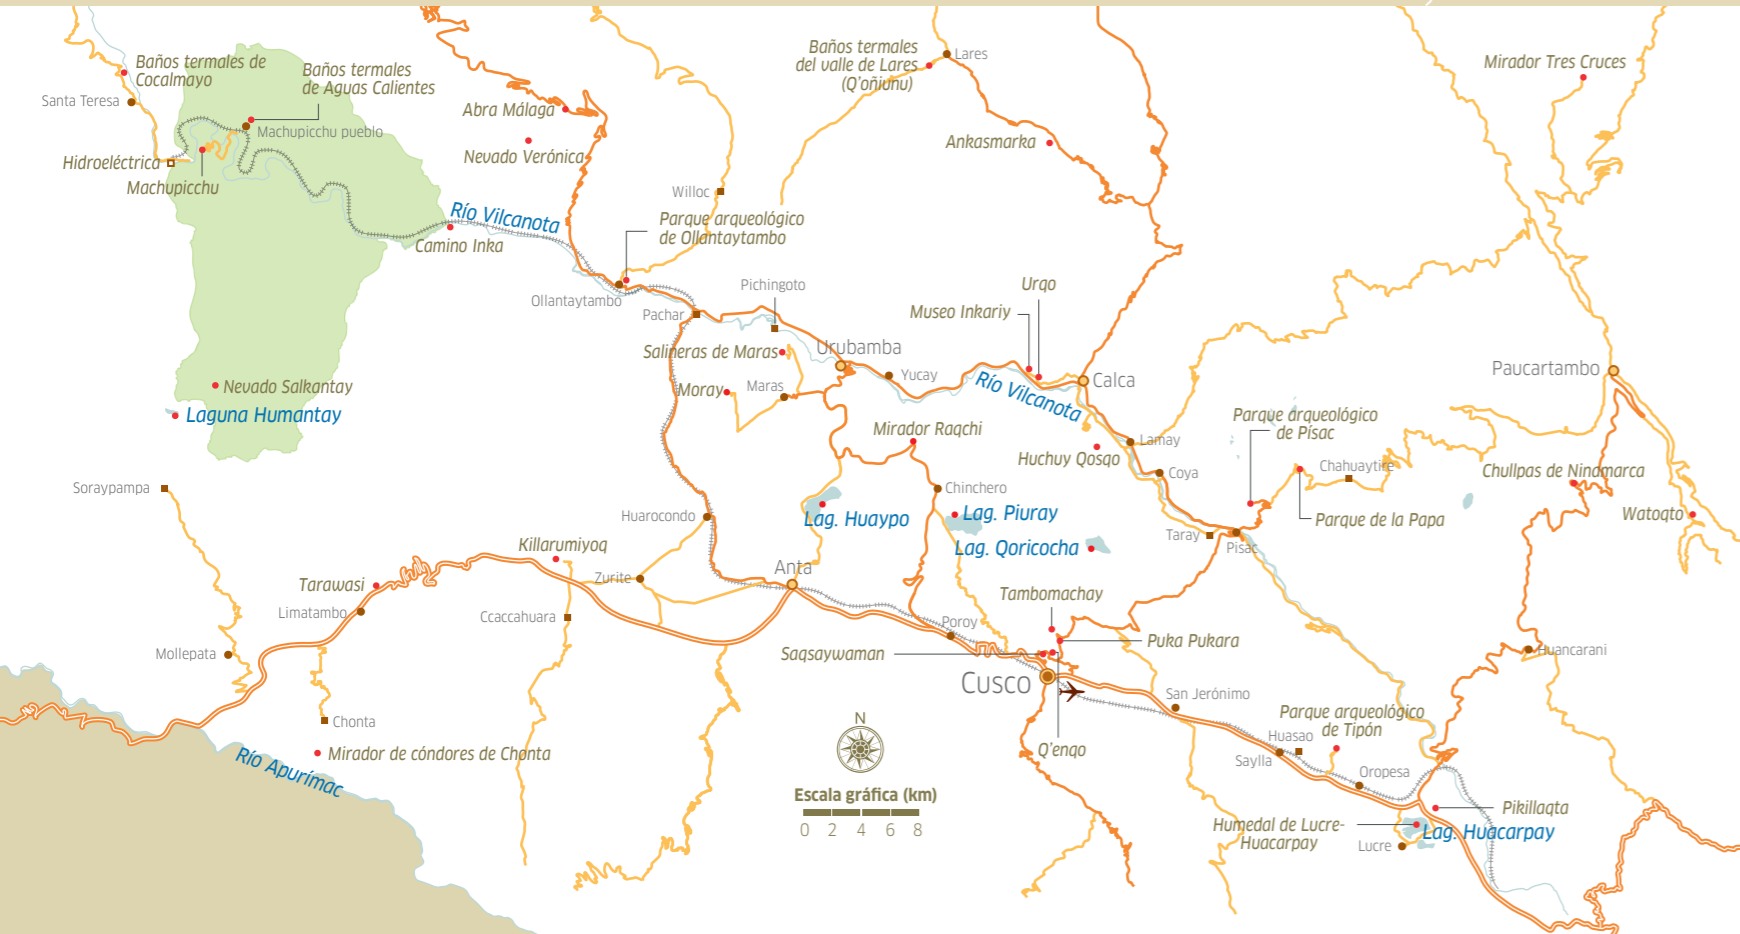 Baños termales de
Cocalmayo
Baños termales
de Aguas Calientes
Santa Teresa
Machupicchu pueblo
Hidroeléctrica
Machupicchu
Abra Málaga
Nevado Verónica
Baños termales
del valle de Lares
(Q'oñiunu)
Lares
Ankasmarka
Mirador Tres Cruces
Willoc
Río Vilcanota
Camino Inka
Parque arqueológico
de Ollantaytambo
Ollantaytambo
Pachar
Pichingoto
Urqo
Museo Inkariy
Salineras de Maras
Urubamba
Yucay
Moray
Maras
Río Vilcanota
Calca
Paucartambo
Nevado Salkantay
Laguna Humantay
Mirador Raqchi
Huchuy Qosqo
Lamay
Coya
Parque arqueológico
de Písac
Chahuaytire
Parque de la Papa
Chullpas de Ninamarca
Watoqto
Soraypampa
Huarocondo
Lag. Huaypo
Chinchero
Lag. Piuray
Lag. Qoricocha
Taray
Pisac
Killarumiyoq
Tarawasi
Zurite
Anta
Limatambo
Ccaccahuara
Tambomachay
Poroy
Puka Pukara
Mollepata
Saqsaywaman
Huancarani
Cusco
San Jerónimo
Chonta
Mirador de cóndores de Chonta
Río Apurímac
N
Q'enqo
Parque arqueológico
de Tipón
Huasao
Saylla
Oropesa
Escala gráfica (km)
0 2 4 6 8
Pikillaqta
Humedal de Lucre-
Huacarpay
Lag. Huacarpay
Lucre